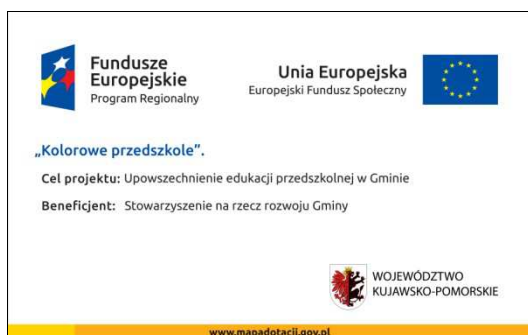 Fundusze
Europejskie
Program Regionalny
Unia Europejska
Europejski Fundusz Społeczny
„Kolorowe przedszkole”.
Cel projektu: Upowszechnienie edukacji przedszkolnej w Gminie
Beneficjent: Stowarzyszenie na rzecz rozwoju Gminy
WOJEWÓDZTWO
KUJAWSKO-POMORSKIE
www.mapadotacji.gov.pl